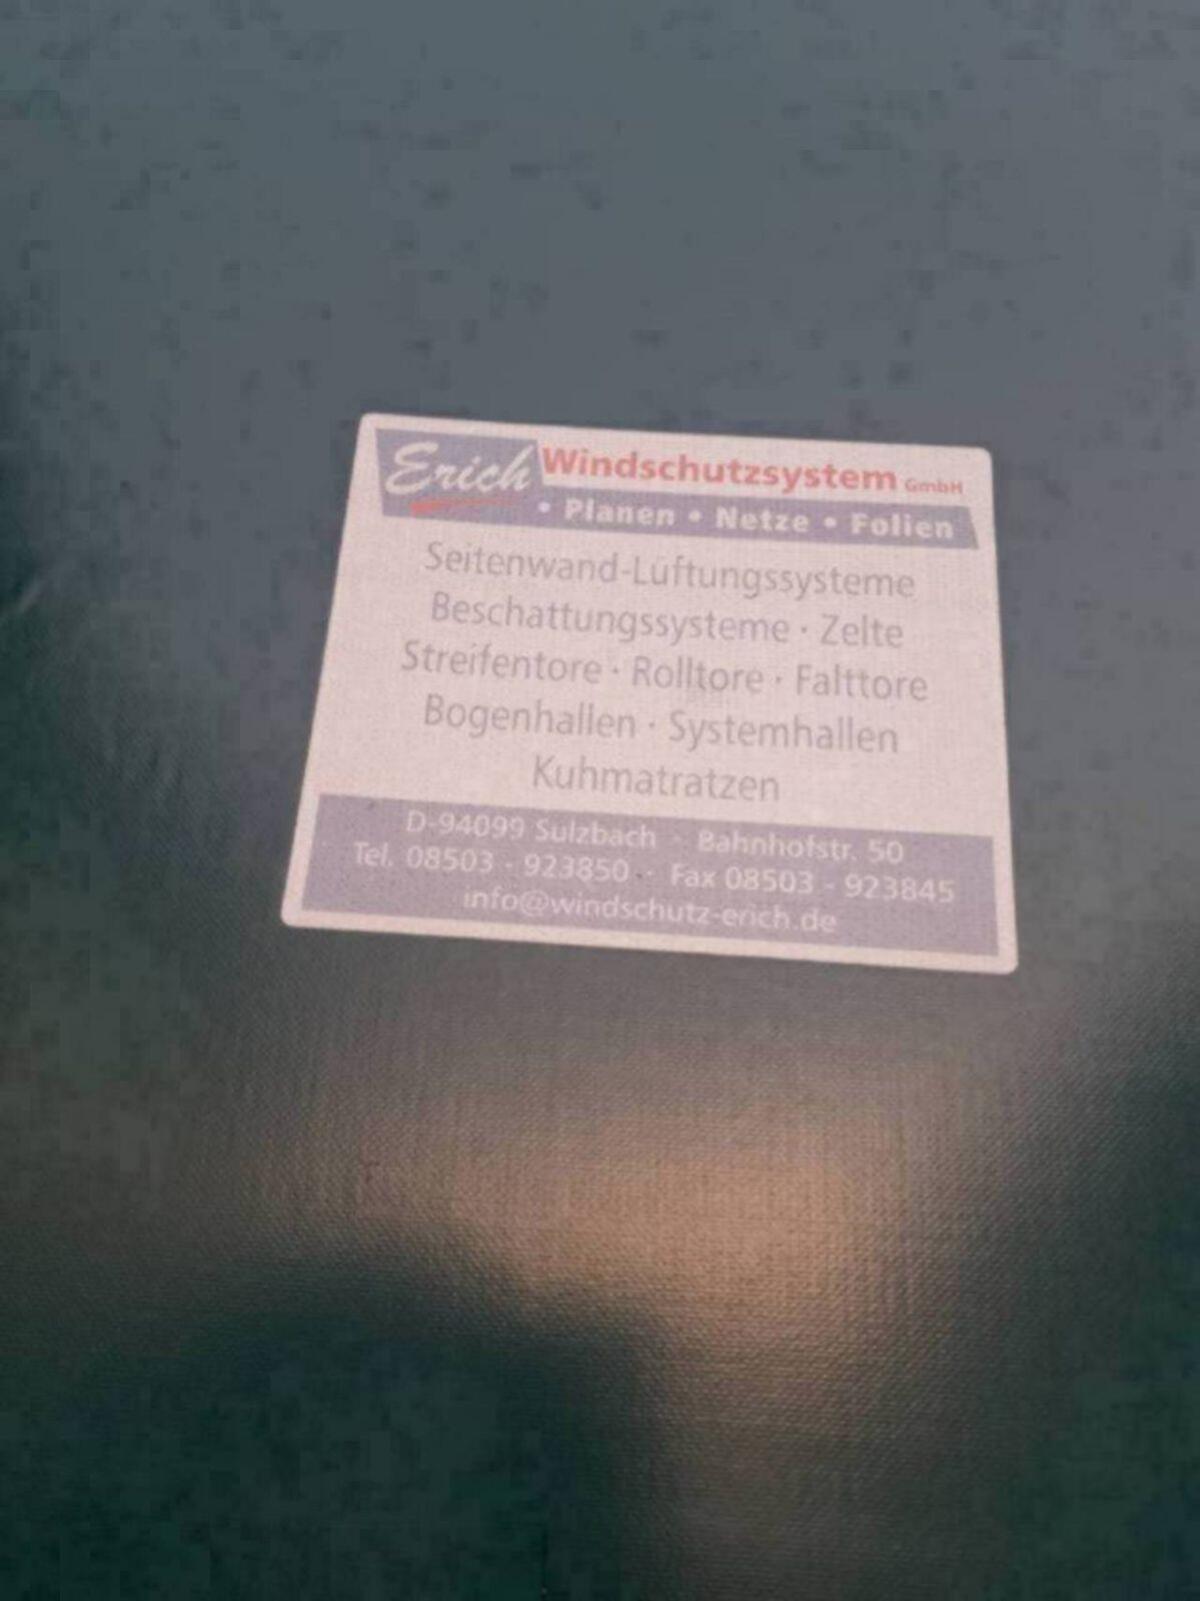 Erich Windschutzsystem GmbH
• Planen • Netze • Folien
Seitenwand-Lüftungssysteme
Beschattungssysteme · Zelte
Streifentore · Rolltore · Falttore
Bogenhallen · Systemhallen
Kuhmatratzen
D-94099 Sulzbach · Bahnhofstr. 50
Tel. 08503 - 923850 · Fax 08503 - 923845
info@windschutz-erich.de